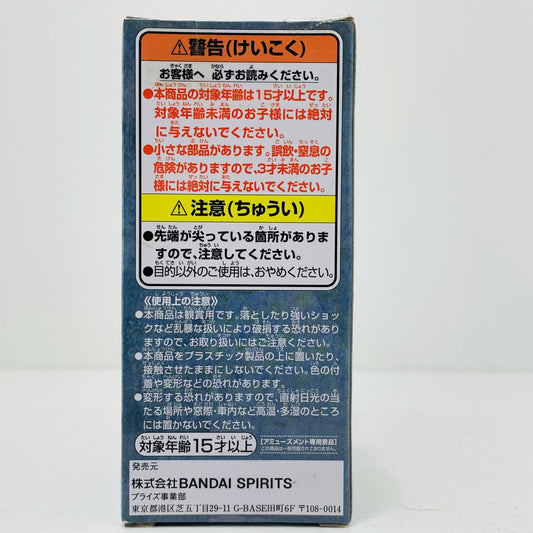 ⚠警告(けいこく)
お客様へ 必ずお読みください。
●本商品の対象年齢は15才以上です。
対象年齢未満のお子様には絶対
に与えないでください。
●小さな部品があります。誤飲・窒息の
危険がありますので、3才未満のお子
様には絶対に与えないでください。
⚠注意(ちゅうい)
●先端が尖っている箇所がありま
すので、注意してください。
●目的以外のご使用は、おやめください。
《使用上の注意》
●本商品は観賞用です。落としたり強いショッ
クなど乱暴な扱いにより破損する恐れがあり
ますので、お取り扱いにはご注意ください。
●本商品をプラスチック製品の上に置いたり、
接触させたままにしないでください。色の付
着や変形などの恐れがあります。
●変形する恐れがありますので、直射日光の当
たる場所や窓際・車内など高温・多湿のところ
には置かないでください。
対象年齢15才以上
【アミューズメント専用景品】
この商品は一般市販されていません
発売元
株式会社BANDAI SPIRITS
プライズ事業部
東京都港区芝五丁目29-11 G-BASE田町6F 〒108-0014